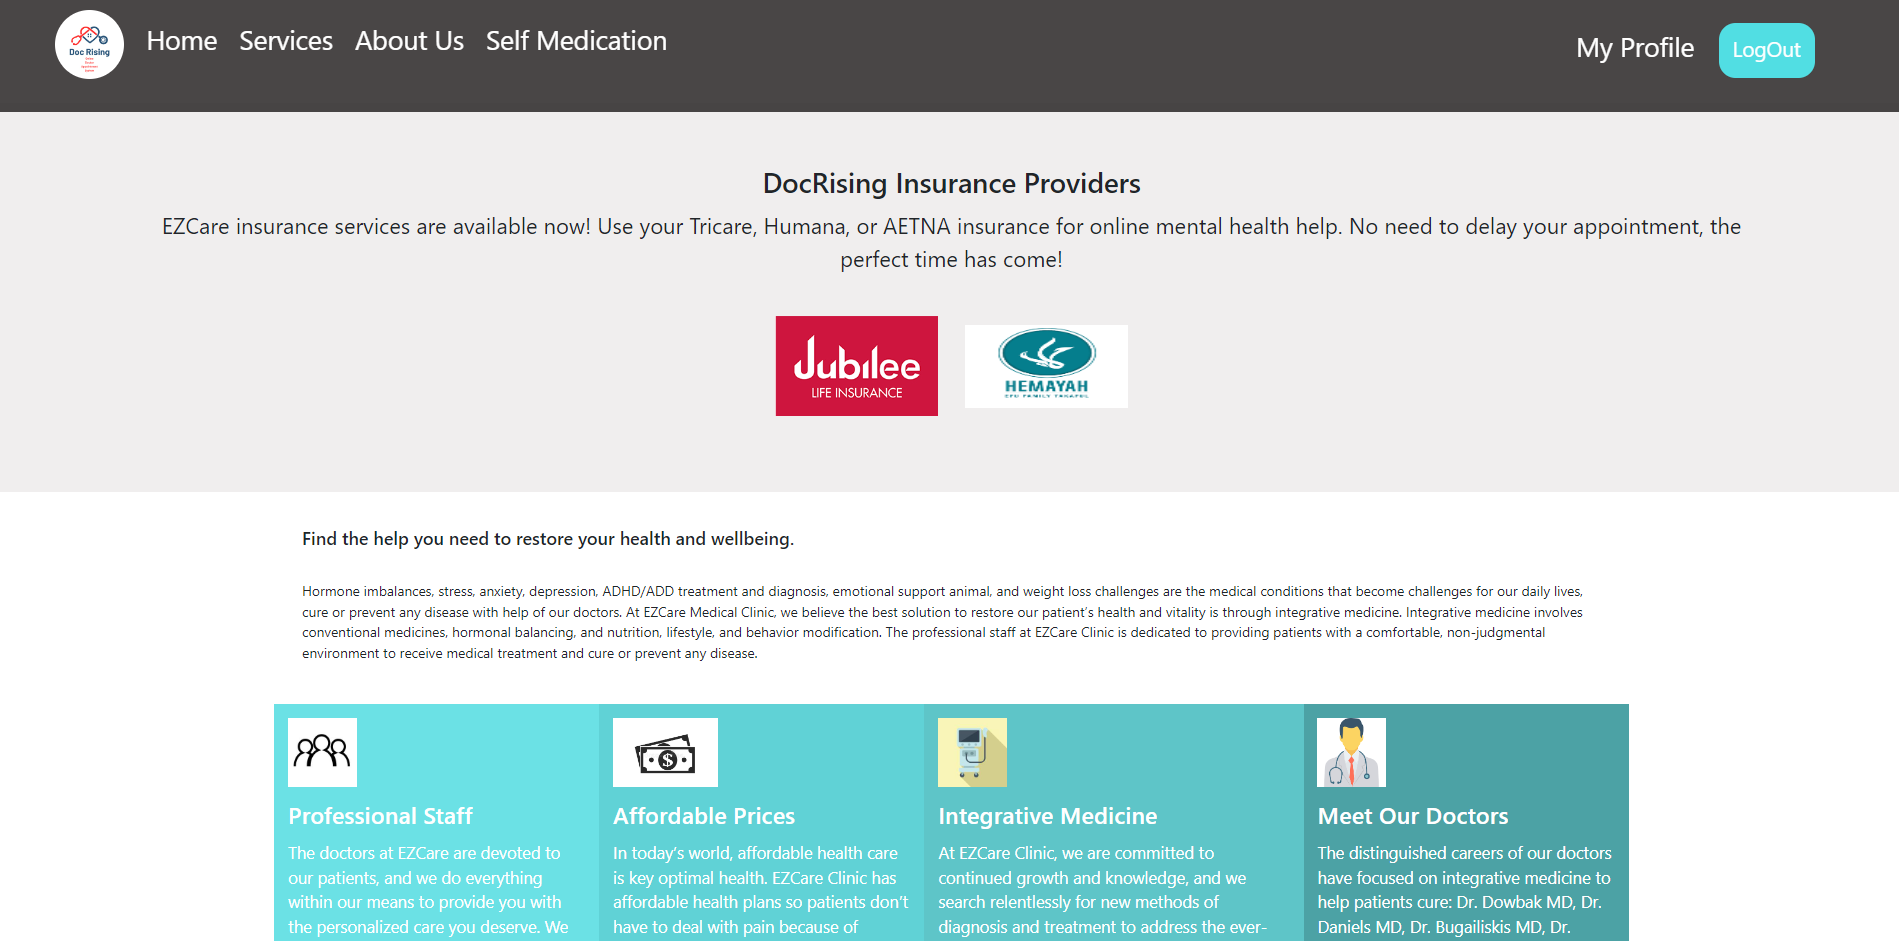 Doc Rising
Home Services About Us Self Medication
My Profile LogOut
DocRising Insurance Providers
EZCare insurance services are available now! Use your Tricare, Humana, or AETNA insurance for online mental health help. No need to delay your appointment, the
perfect time has come!
Jubilee
LIFE INSURANCE
HEMAYAH
EFU FAMILY TAKAFUL
Find the help you need to restore your health and wellbeing.
Hormone imbalances, stress, anxiety, depression, ADHD/ADD treatment and diagnosis, emotional support animal, and weight loss challenges are the medical conditions that become challenges for our daily lives,
cure or prevent any disease with help of our doctors. At EZCare Medical Clinic, we believe the best solution to restore our patient’s health and vitality is through integrative medicine. Integrative medicine involves
conventional medicines, hormonal balancing, and nutrition, lifestyle, and behavior modification. The professional staff at EZCare Clinic is dedicated to providing patients with a comfortable, non-judgmental
environment to receive medical treatment and cure or prevent any disease.
Professional Staff
The doctors at EZCare are devoted to
our patients, and we do everything
within our means to provide you with
the personalized care you deserve. We
Affordable Prices
In today’s world, affordable health care
is key optimal health. EZCare Clinic has
affordable health plans so patients don’t
have to deal with pain because of
Integrative Medicine
At EZCare Clinic, we are committed to
continued growth and knowledge, and we
search relentlessly for new methods of
diagnosis and treatment to address the ever-
Meet Our Doctors
The distinguished careers of our doctors
have focused on integrative medicine to
help patients cure: Dr. Dowbak MD, Dr.
Daniels MD, Dr. Bugailiskis MD, Dr.